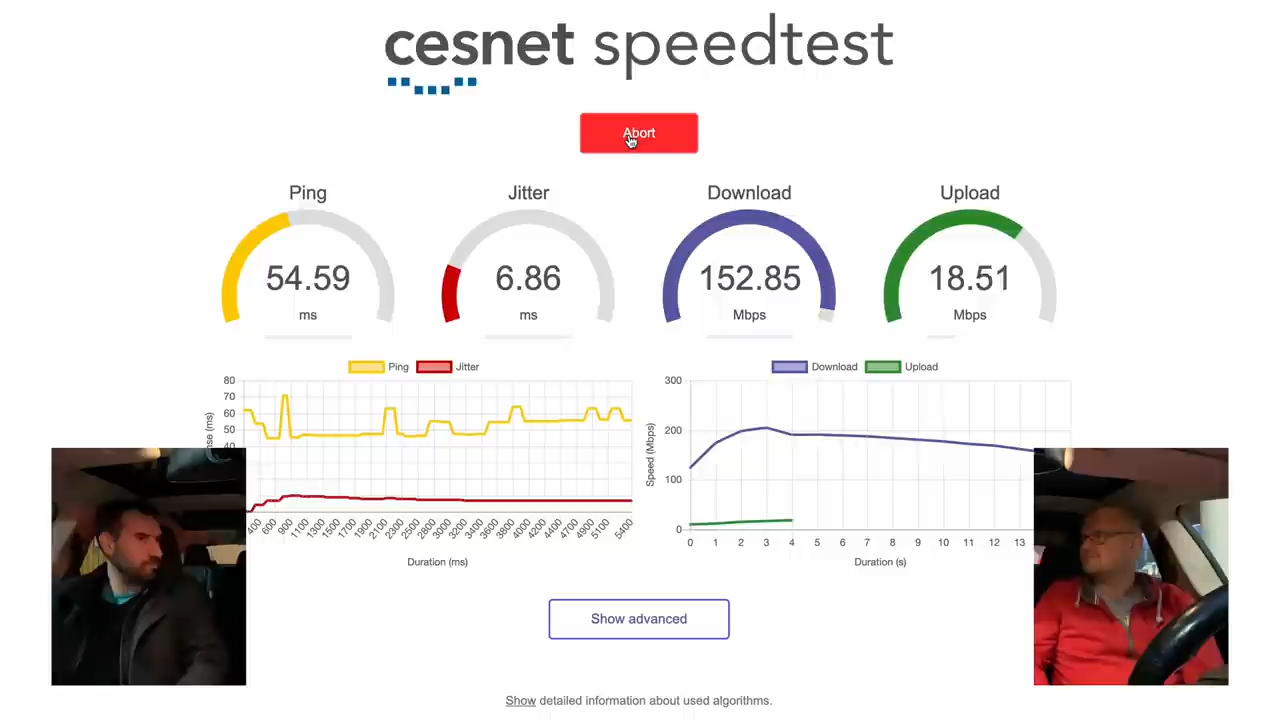 cesnet speedtest
Abort
Ping
Jitter
Download
Upload
54.59
6.86
152.85
18.51
ms
ms
Mbps
Mbps
Ping
Jitter
Download
Upload
80
70
60
50
40
400
600
900
1100
1300
1500
1700
1900
2100
2300
2600
2800
3000
3200
3400
3600
3800
4000
4200
4400
4700
4900
5100
5400
Duration (ms)
300
200
100
0
Speed (Mbps)
0 1 2 3 4 5 6 7 8 9 10 11 12 13
Duration (s)
Show advanced
Show detailed information about used algorithms.